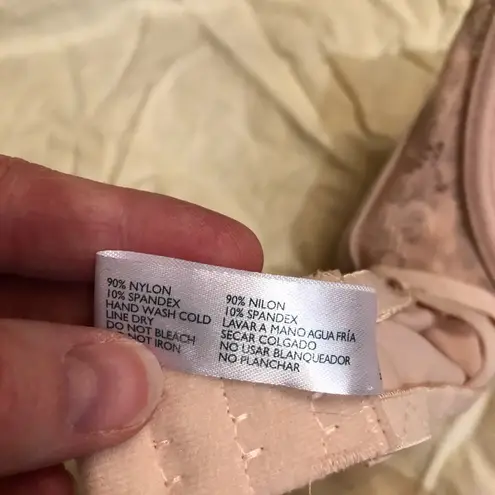 90% NYLON
10% SPANDEX
HAND WASH COLD
LINE DRY
DO NOT BLEACH
NOT IRON
90% NILON
10% SPANDEX
LAVAR A MANO AGUA FRÍA
SECAR COLGADO
NO USAR BLANQUEADOR
NO PLANCHAR